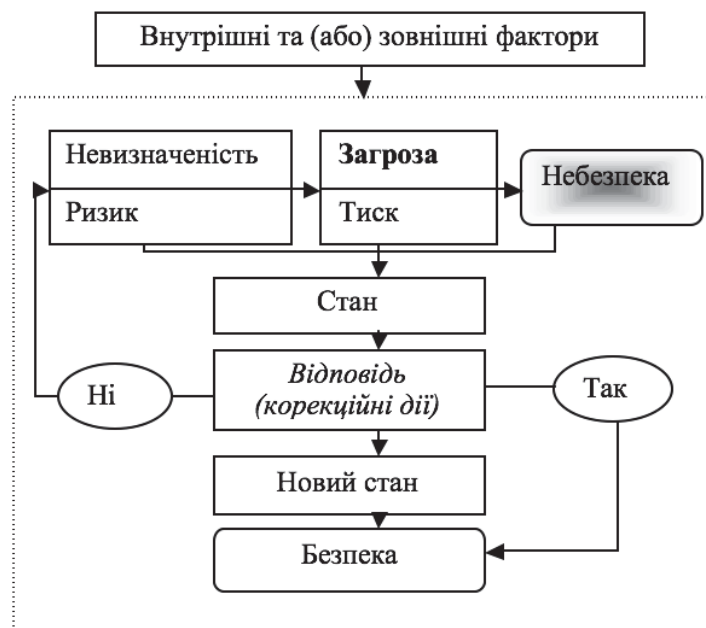 Внутрішні та (або) зовнішні фактори
Невизначеність
Загроза
Небезпека
Ризик
Тиск
Стан
Відповідь
(корекційні дії)
Ні
Так
Новий стан
Безпека